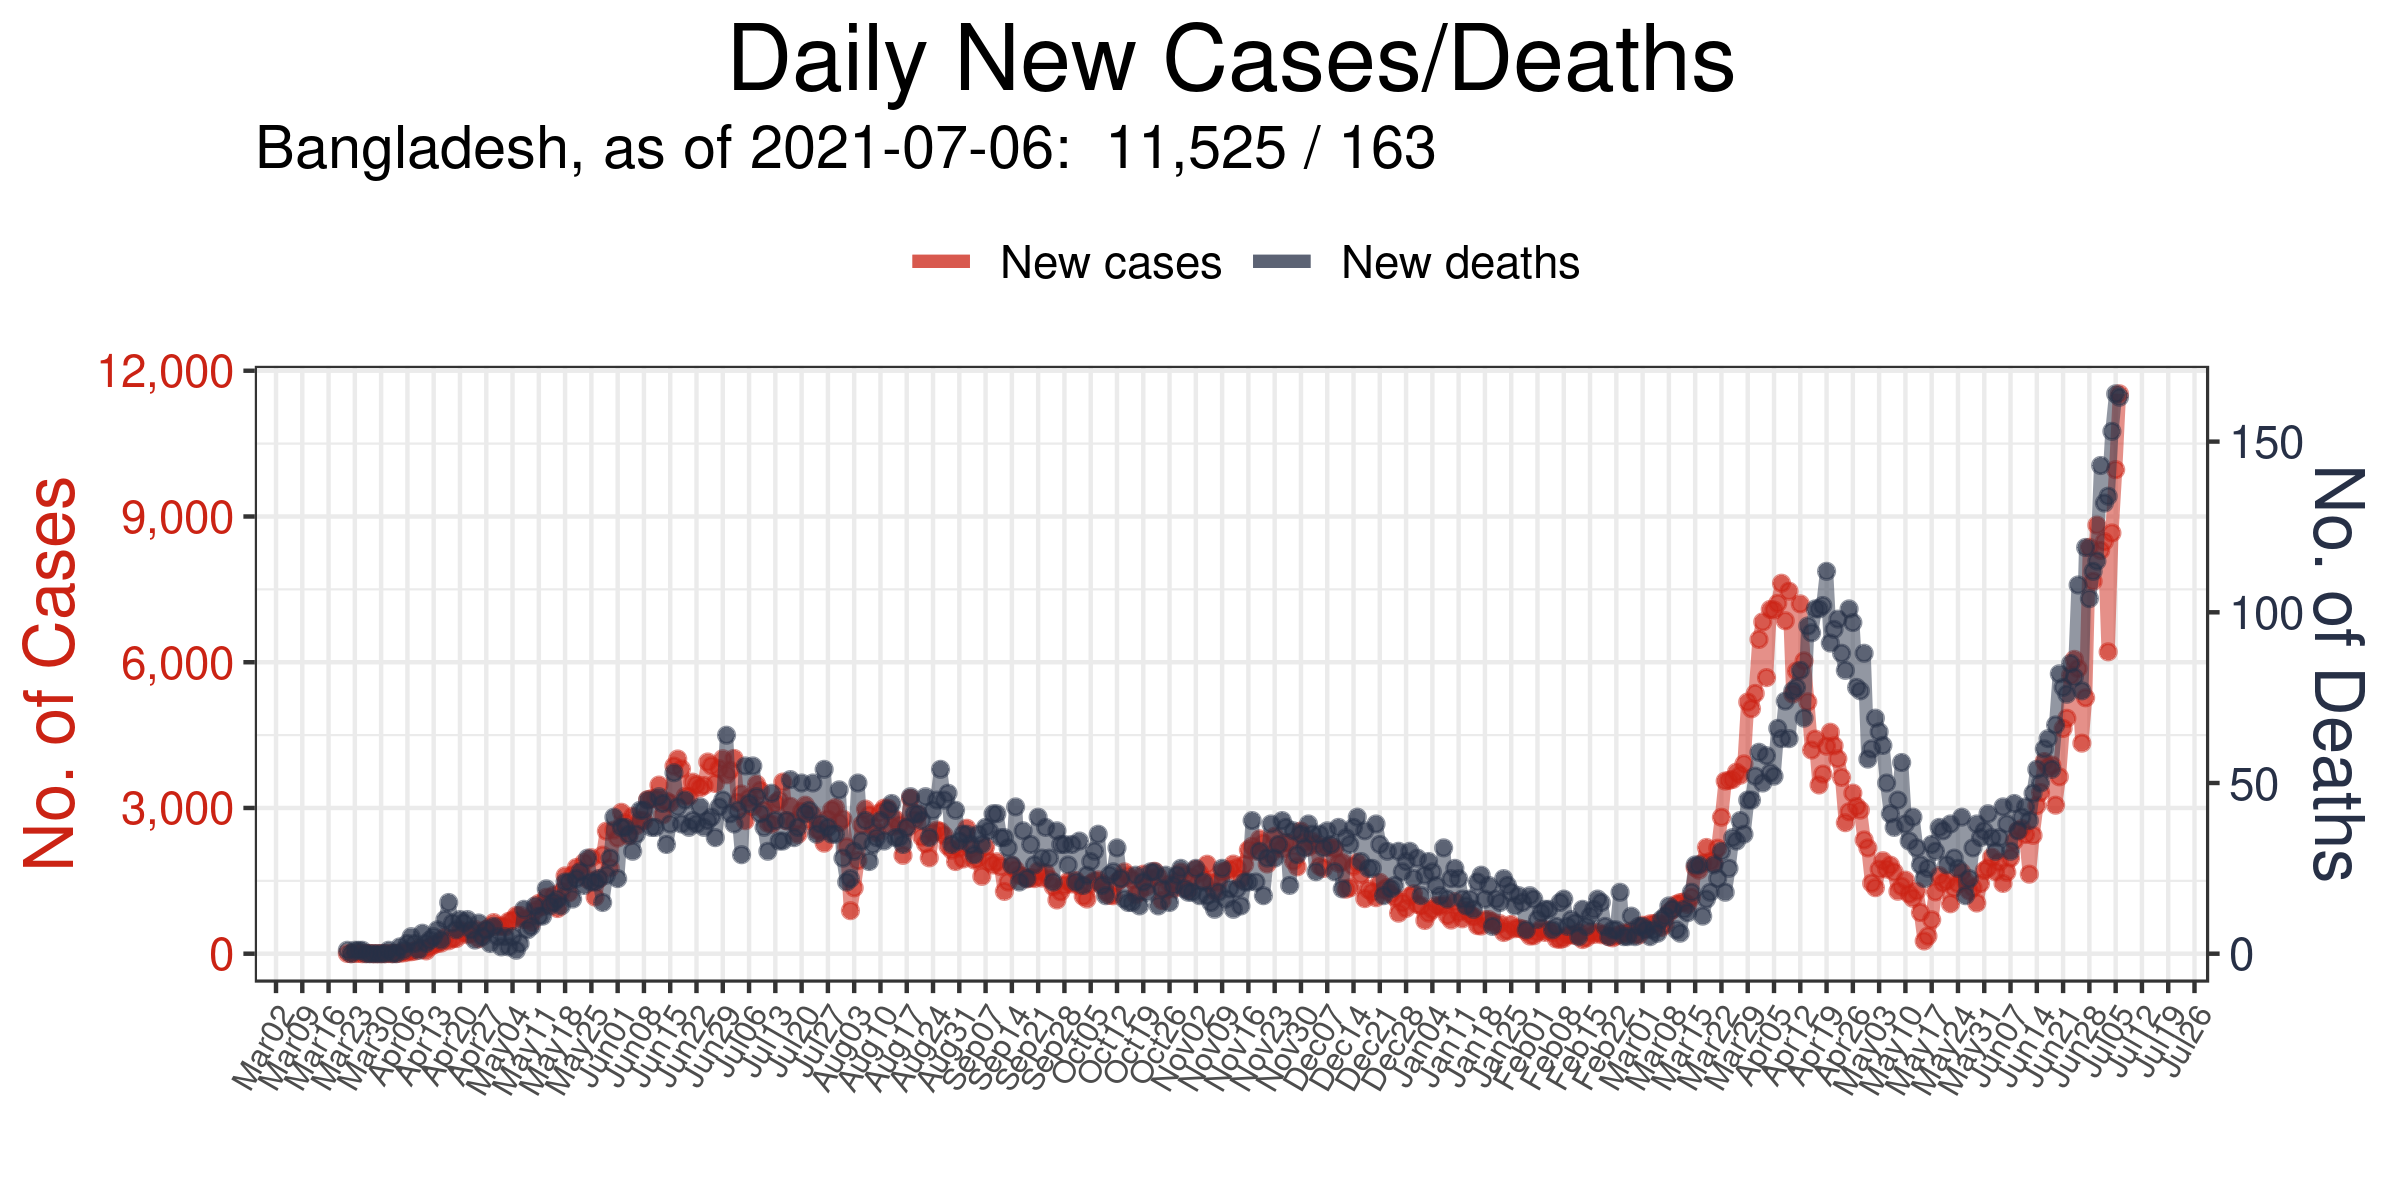 Daily New Cases/Deaths
Bangladesh, as of 2021-07-06:  11,525 / 163
New cases
New deaths
No. of Cases
12,000
9,000
6,000
3,000
0
150
100
50
0
No. of Deaths
Mar02
Mar09
Mar16
Mar23
Mar30
Apr06
Apr13
Apr20
Apr27
May04
May11
May18
May25
Jun01
Jun08
Jun15
Jun22
Jun29
Jul06
Jul13
Jul20
Jul27
Aug03
Aug10
Aug17
Aug24
Aug31
Sep07
Sep14
Sep21
Sep28
Oct05
Oct12
Oct19
Oct26
Nov02
Nov09
Nov16
Nov23
Nov30
Dec07
Dec14
Dec21
Dec28
Jan04
Jan11
Jan18
Jan25
Feb01
Feb08
Feb15
Feb22
Mar01
Mar08
Mar15
Mar22
Mar29
Apr05
Apr12
Apr19
Apr26
May03
May10
May17
May24
May31
Jun07
Jun14
Jun21
Jun28
Jul05
Jul12
Jul19
Jul26